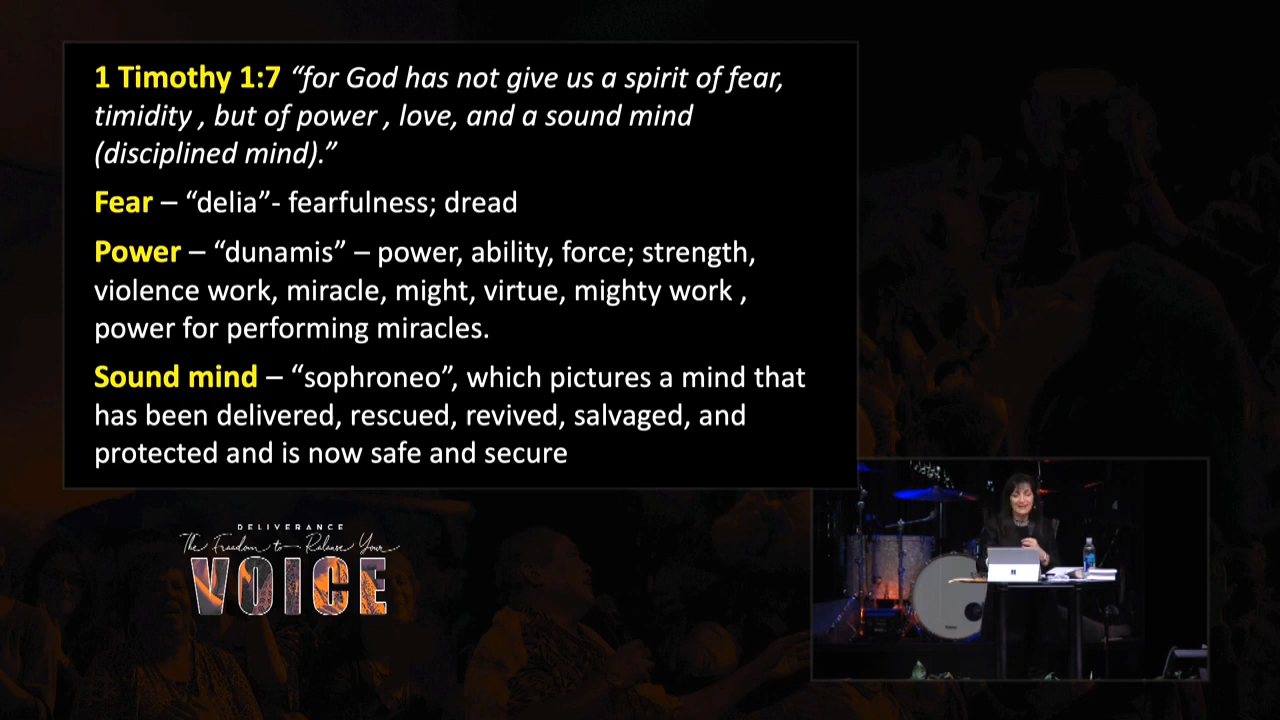 1 Timothy 1:7 “for God has not give us a spirit of fear,
timidity , but of power , love, and a sound mind
(disciplined mind).”
Fear – “delia”- fearfulness; dread
Power – “dunamis” – power, ability, force; strength,
violence work, miracle, might, virtue, mighty work ,
power for performing miracles.
Sound mind – “sophroneo”, which pictures a mind that
has been delivered, rescued, revived, salvaged, and
protected and is now safe and secure
DELIVERANCE
The Freedom to Release Your
VOICE